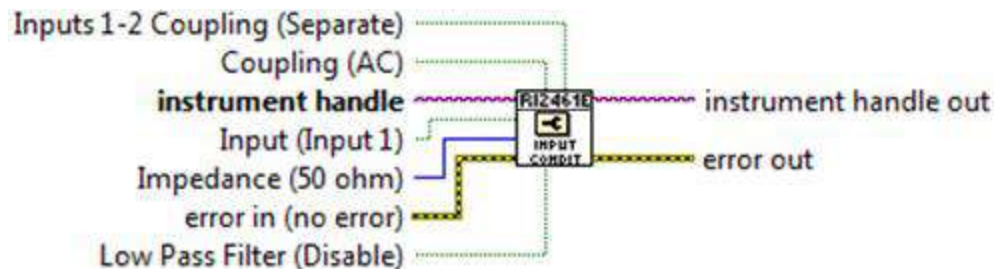 Inputs 1-2 Coupling (Separate)
Coupling (AC)
instrument handle
Input (Input 1)
Impedance (50 ohm)
error in (no error)
Low Pass Filter (Disable)
RI2461E
INPUT
CONDIT
instrument handle out
error out